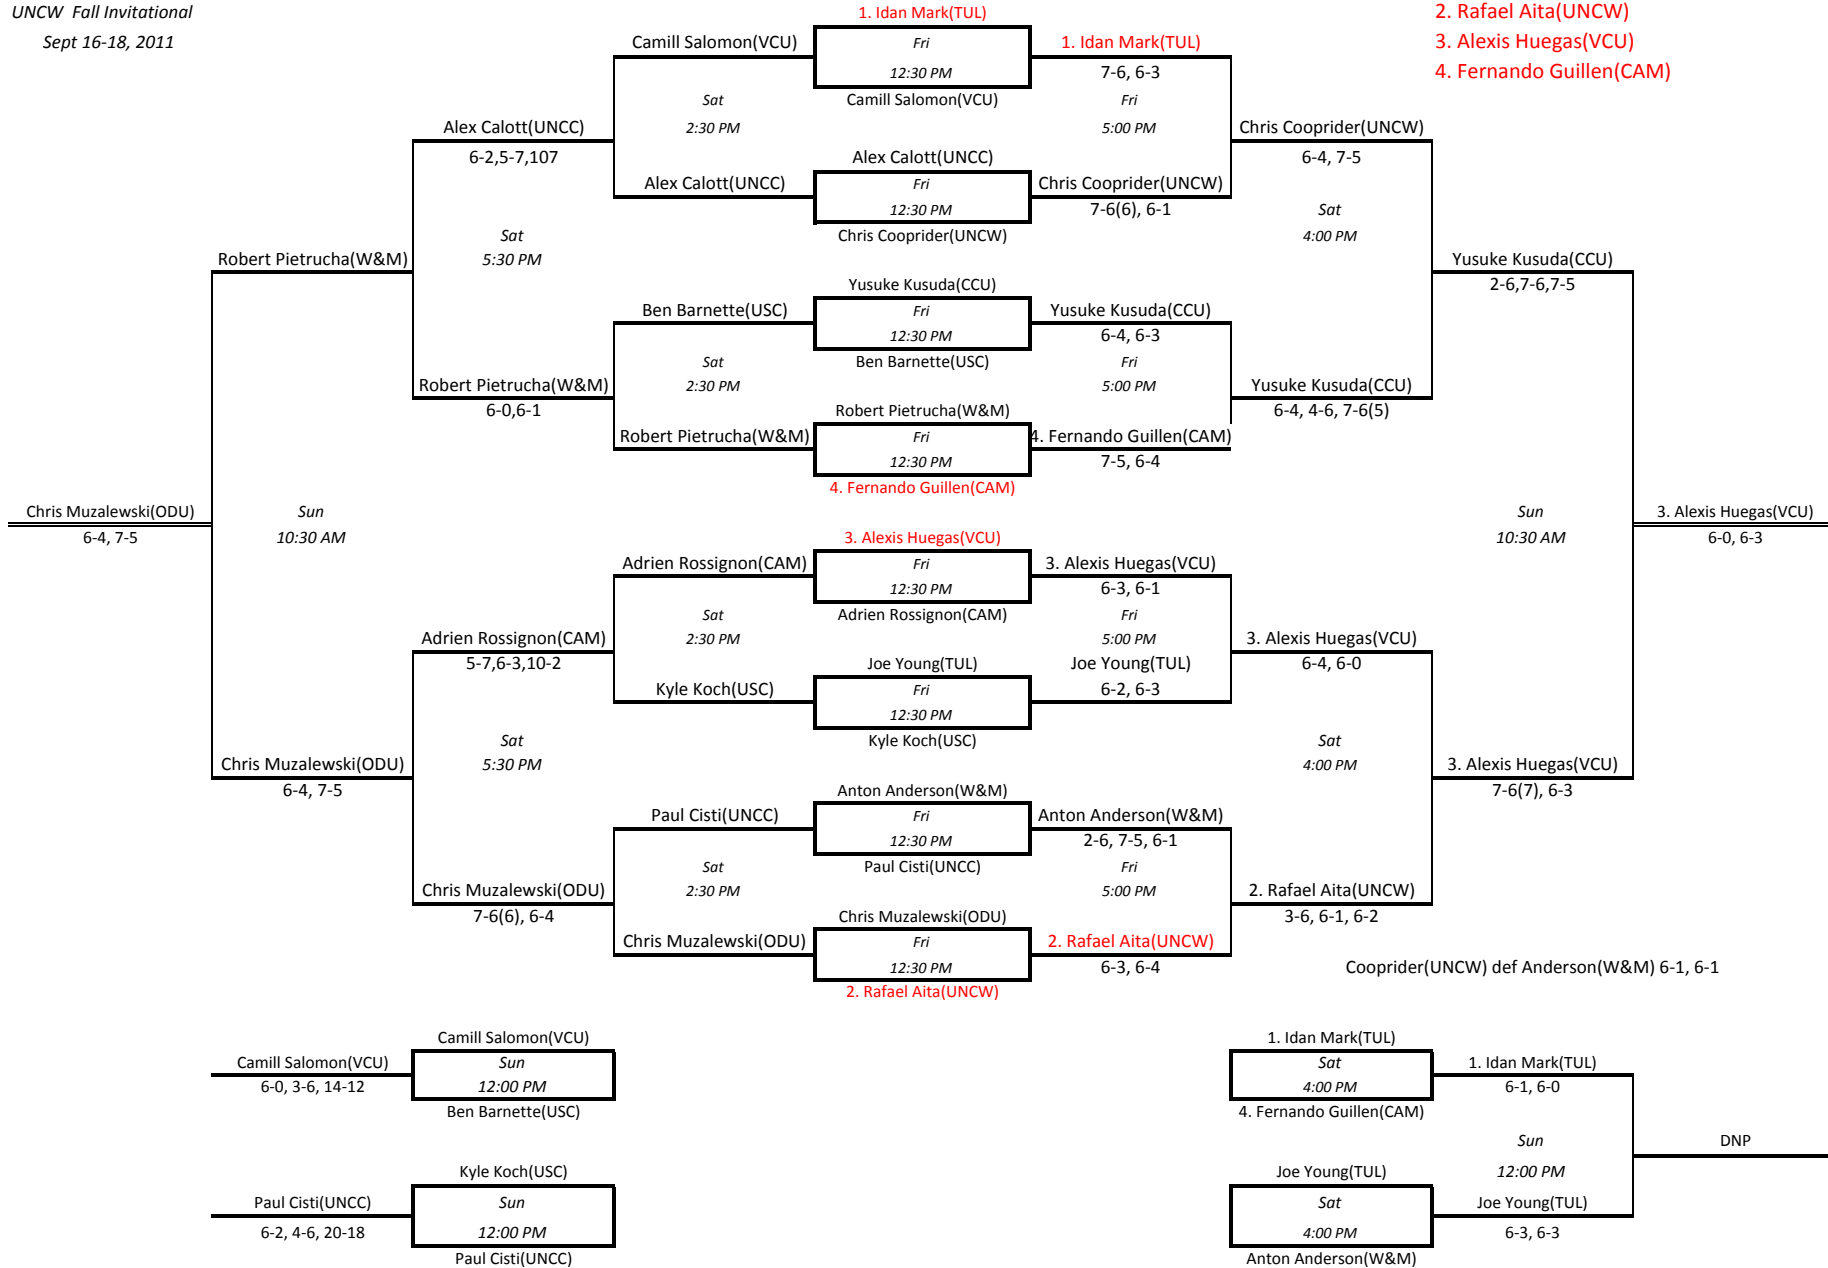 UNCW Fall Invitational
1. Idan Mark(TUL)
2. Rafael Aita(UNCW)
Sept 16-18, 2011
Camill Salomon(VCU)
Fri
1. Idan Mark(TUL)
3. Alexis Huegas(VCU)
12:30 PM
7-6, 6-3
4. Fernando Guillen(CAM)
Sat
Camill Salomon(VCU)
Fri
Alex Calott(UNCC)
2:30 PM
5:00 PM
Chris Cooprider(UNCW)
6-2,5-7,107
Alex Calott(UNCC)
6-4, 7-5
Alex Calott(UNCC)
Fri
Chris Cooprider(UNCW)
12:30 PM
7-6(6), 6-1
Sat
Sat
Chris Cooprider(UNCW)
4:00 PM
Robert Pietrucha(W&M)
5:30 PM
Yusuke Kusuda(CCU)
Yusuke Kusuda(CCU)
2-6,7-6,7-5
Ben Barnette(USC)
Fri
Yusuke Kusuda(CCU)
12:30 PM
6-4, 6-3
Sat
Ben Barnette(USC)
Fri
Robert Pietrucha(W&M)
2:30 PM
5:00 PM
Yusuke Kusuda(CCU)
6-0,6-1
Robert Pietrucha(W&M)
6-4, 4-6, 7-6(5)
Robert Pietrucha(W&M)
Fri
4. Fernando Guillen(CAM)
12:30 PM
7-5, 6-4
4. Fernando Guillen(CAM)
Chris Muzalewski(ODU)
Sun
Sun
3. Alexis Huegas(VCU)
6-4, 7-5
10:30 AM
3. Alexis Huegas(VCU)
10:30 AM
6-0, 6-3
Adrien Rossignon(CAM)
Fri
3. Alexis Huegas(VCU)
12:30 PM
6-3, 6-1
Sat
Adrien Rossignon(CAM)
Fri
Adrien Rossignon(CAM)
2:30 PM
5:00 PM
3. Alexis Huegas(VCU)
5-7,6-3,10-2
Joe Young(TUL)
Joe Young(TUL)
6-4, 6-0
Kyle Koch(USC)
Fri
6-2, 6-3
12:30 PM
Sat
Kyle Koch(USC)
Sat
Chris Muzalewski(ODU)
5:30 PM
4:00 PM
3. Alexis Huegas(VCU)
6-4, 7-5
Anton Anderson(W&M)
7-6(7), 6-3
Paul Cisti(UNCC)
Fri
Anton Anderson(W&M)
12:30 PM
2-6, 7-5, 6-1
Sat
Paul Cisti(UNCC)
Fri
Chris Muzalewski(ODU)
2:30 PM
5:00 PM
2. Rafael Aita(UNCW)
7-6(6), 6-4
Chris Muzalewski(ODU)
3-6, 6-1, 6-2
Chris Muzalewski(ODU)
Fri
2. Rafael Aita(UNCW)
12:30 PM
6-3, 6-4
Cooprider(UNCW) def Anderson(W&M) 6-1, 6-1
2. Rafael Aita(UNCW)
Camill Salomon(VCU)
1. Idan Mark(TUL)
Camill Salomon(VCU)
Sun
Sat
1. Idan Mark(TUL)
6-0, 3-6, 14-12
12:00 PM
4:00 PM
6-1, 6-0
Ben Barnette(USC)
4. Fernando Guillen(CAM)
Sun
DNP
Kyle Koch(USC)
Joe Young(TUL)
12:00 PM
Paul Cisti(UNCC)
Sun
Sat
Joe Young(TUL)
6-2, 4-6, 20-18
12:00 PM
4:00 PM
6-3, 6-3
Paul Cisti(UNCC)
Anton Anderson(W&M)